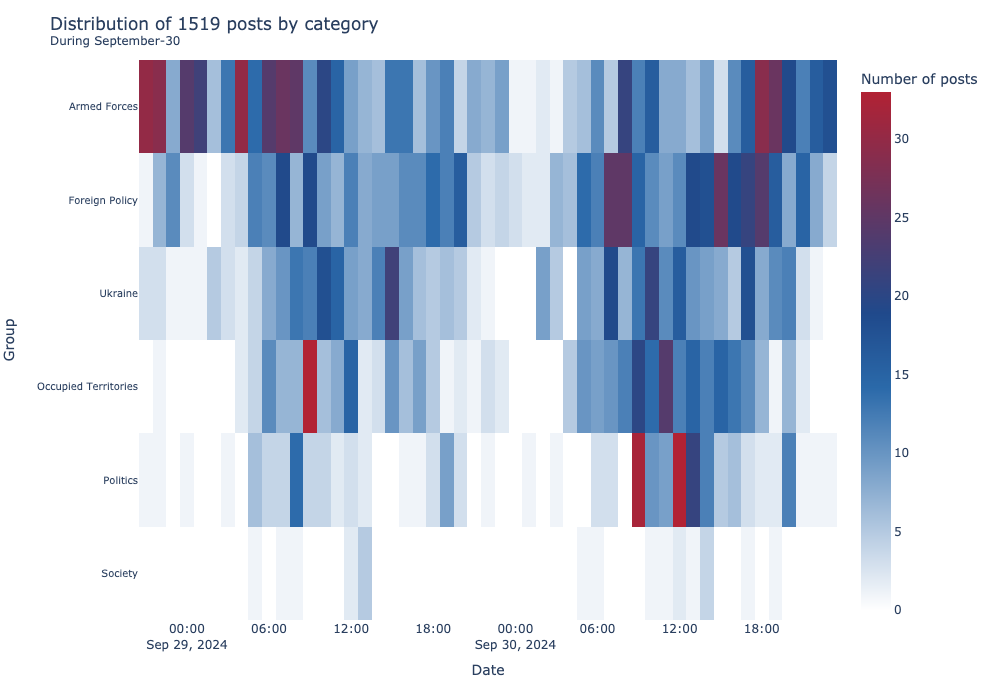 Distribution of 1519 posts by category
During September-30
Number of posts
Armed Forces
Foreign Policy
Ukraine
Occupied Territories
Politics
Society
Group
30
25
20
15
10
5
0
00:00 06:00 12:00 18:00 00:00 06:00 12:00 18:00
Sep 29, 2024 Sep 30, 2024
Date